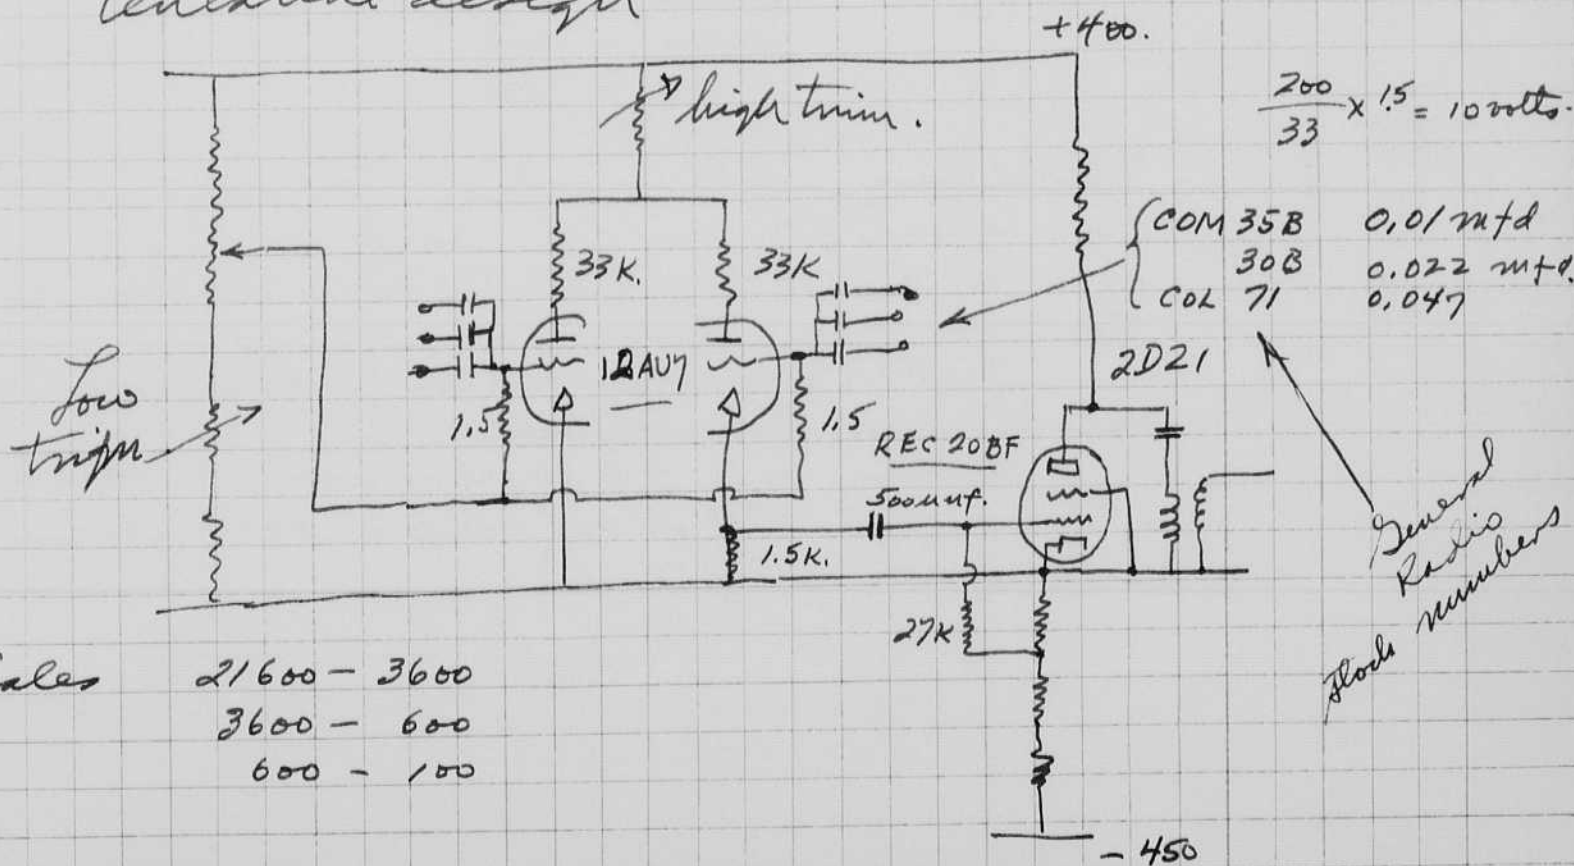 tentative design
+400.
high trim.
200
33
× 1.5 = 10 volts.
COM 35B 0.01 mfd
30B 0.022 mfd.
COL 71 0.047
33K.
33K
12AU7
2D21
Low
1.5
1.5
REC 20BF
500uuf.
1.5K.
27K
General
Radio
Stock numbers
21600 - 3600
3600 - 600
600 - 100
- 450